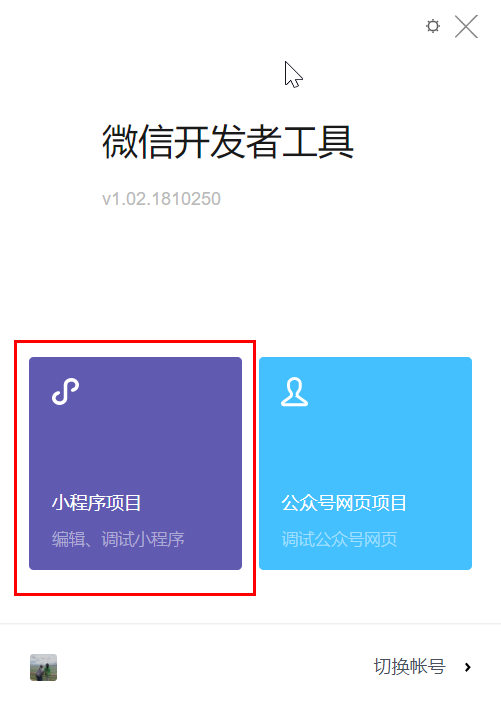 微信开发者工具
v1.02.1810250
小程序项目
编辑、调试小程序
公众号网页项目
调试公众号网页
切换帐号